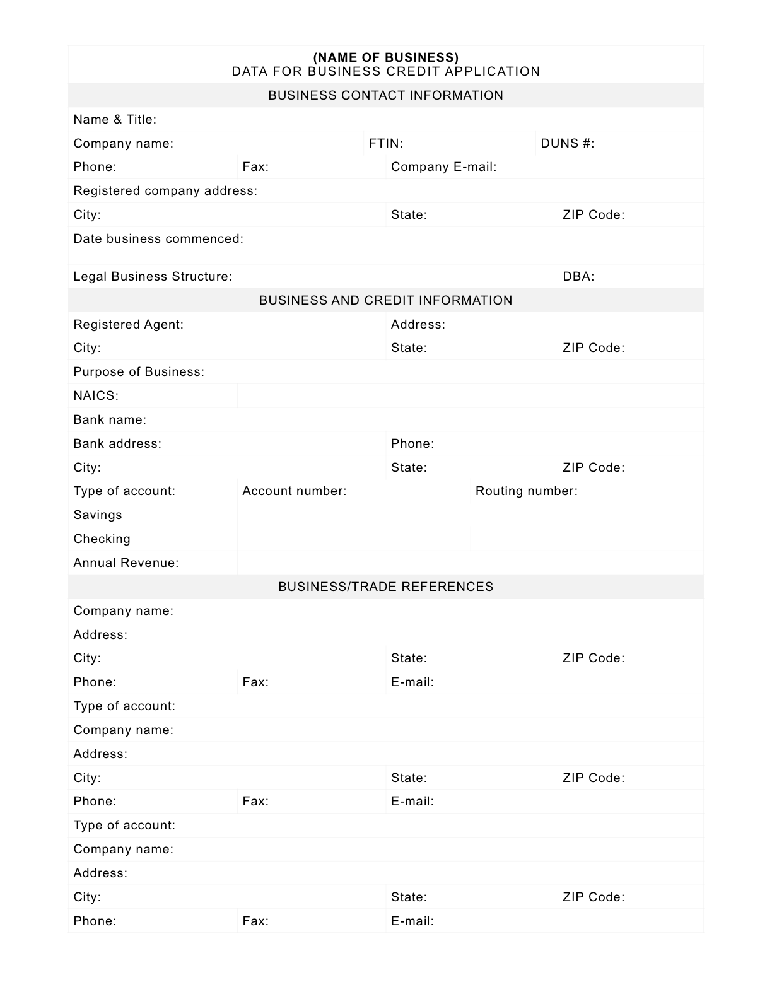 (NAME OF BUSINESS)
DATA FOR BUSINESS CREDIT APPLICATION
BUSINESS CONTACT INFORMATION
Name & Title:
Company name: FTIN: DUNS #:
Phone: Fax: Company E-mail:
Registered company address:
City: State: ZIP Code:
Date business commenced:
Legal Business Structure: DBA:
BUSINESS AND CREDIT INFORMATION
Registered Agent: Address:
City: State: ZIP Code:
Purpose of Business:
NAICS:
Bank name:
Bank address: Phone:
City: State: ZIP Code:
Type of account: Account number: Routing number:
Savings
Checking
Annual Revenue:
BUSINESS/TRADE REFERENCES
Company name:
Address:
City: State: ZIP Code:
Phone: Fax: E-mail:
Type of account:
Company name:
Address:
City: State: ZIP Code:
Phone: Fax: E-mail:
Type of account:
Company name:
Address:
City: State: ZIP Code:
Phone: Fax: E-mail: